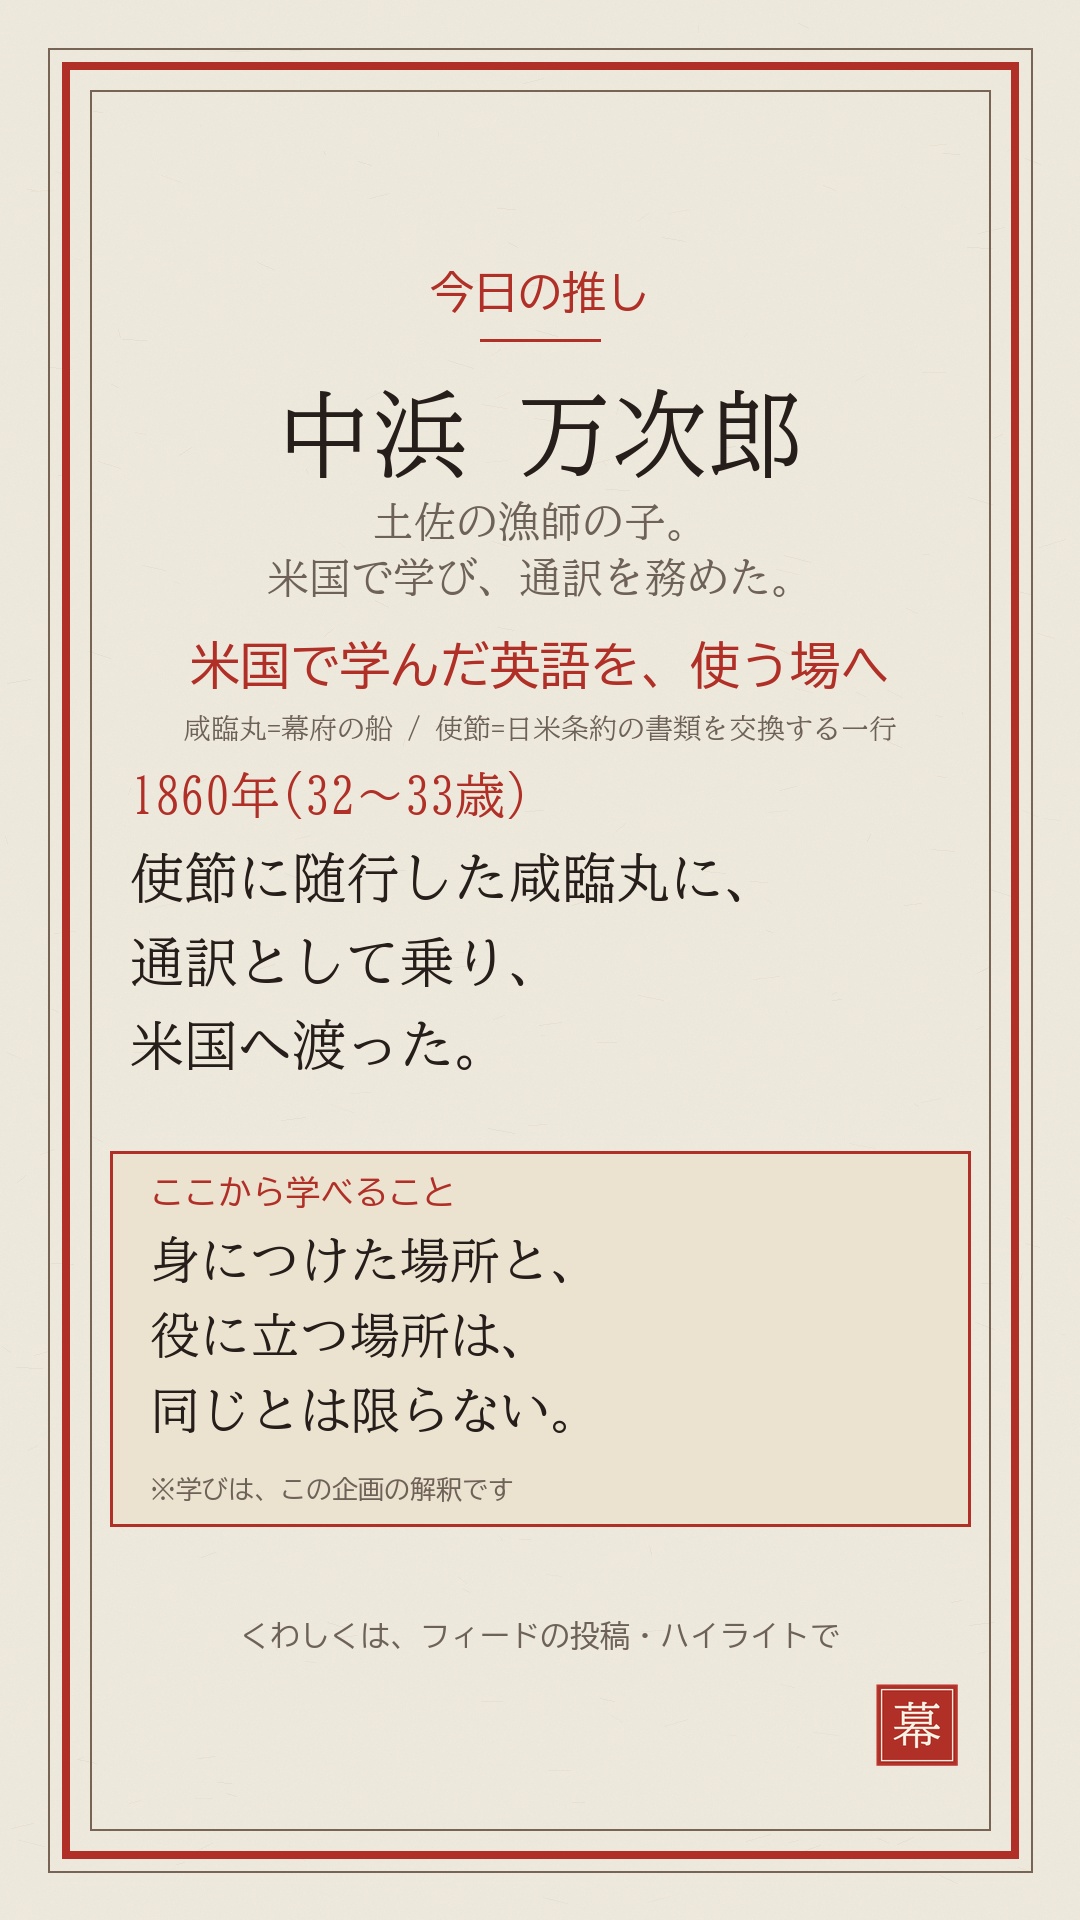 今日の推し
中浜 万次郎
土佐の漁師の子。
米国で学び、通訳を務めた。
米国で学んだ英語を、使う場へ
咸臨丸=幕府の船 / 使節=日米条約の書類を交換する一行
1860年(32〜33歳)
使節に随行した咸臨丸に、
通訳として乗り、
米国へ渡った。
ここから学べること
身につけた場所と、
役に立つ場所は、
同じとは限らない。
※学びは、この企画の解釈です
くわしくは、フィードの投稿・ハイライトで
幕